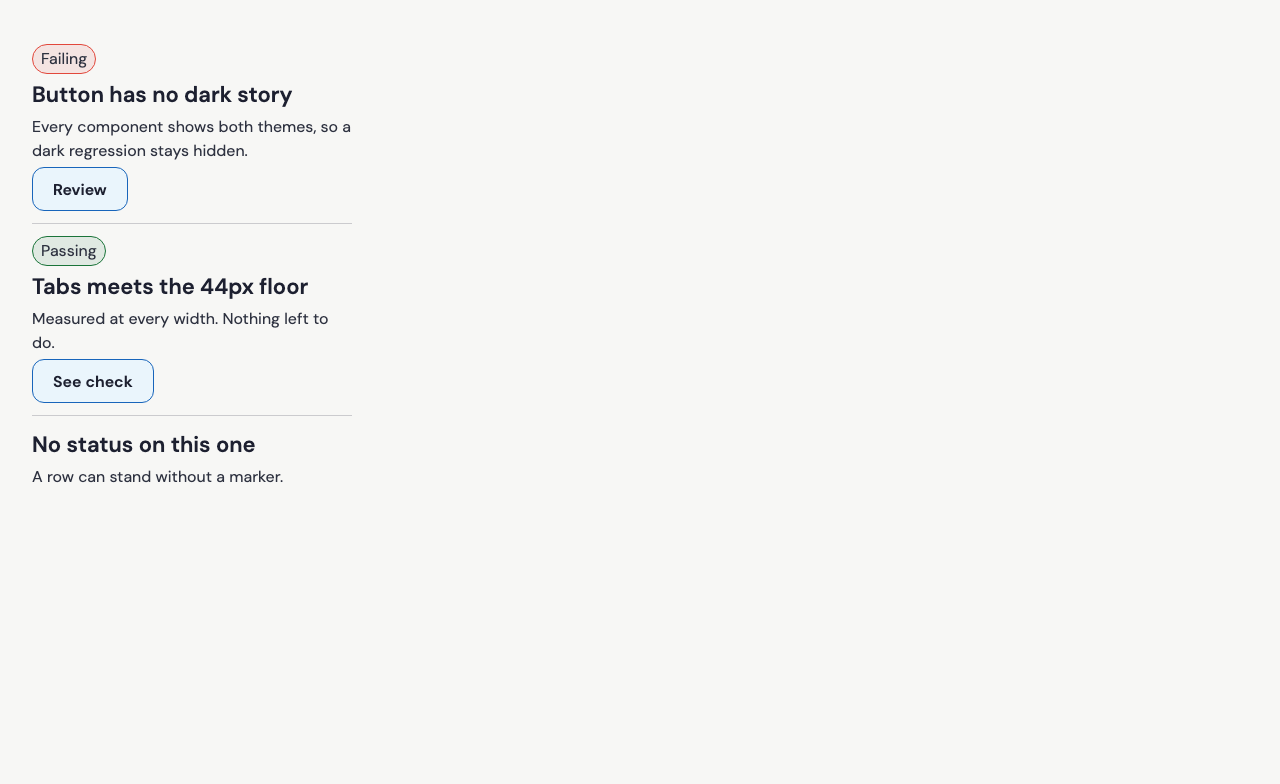 Failing
Button has no dark story
Every component shows both themes, so a
dark regression stays hidden.
Review
Passing
Tabs meets the 44px floor
Measured at every width. Nothing left to
do.
See check
No status on this one
A row can stand without a marker.